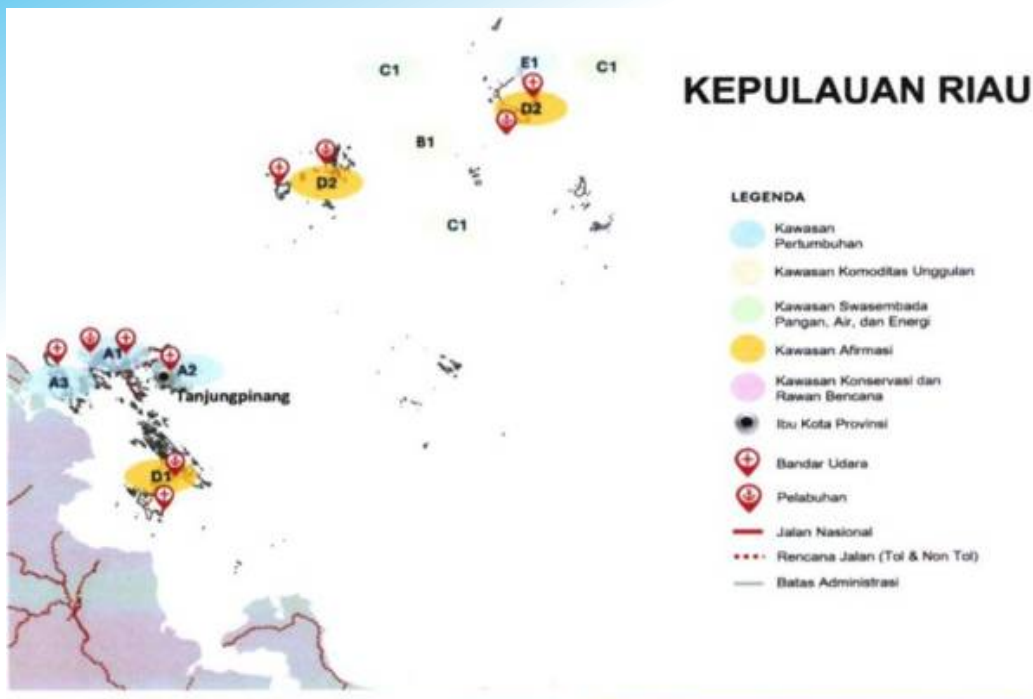 KEPULAUAN RIAU
C1
E1
C1
D2
B1
D2
C1
A1
A2
A3
Tanjungpinang
D1
LEGENDA
Kawasan
Pertumbuhan
Kawasan Komoditas Unggulan
Kawasan Swasembada
Pangan, Air, dan Energi
Kawasan Afirmasi
Kawasan Konservasi dan
Rawan Bencana
Ibu Kota Provinsi
Bandar Udara
Pelabuhan
Jalan Nasional
Rencana Jalan (Tol & Non Tol)
Batas Administrasi